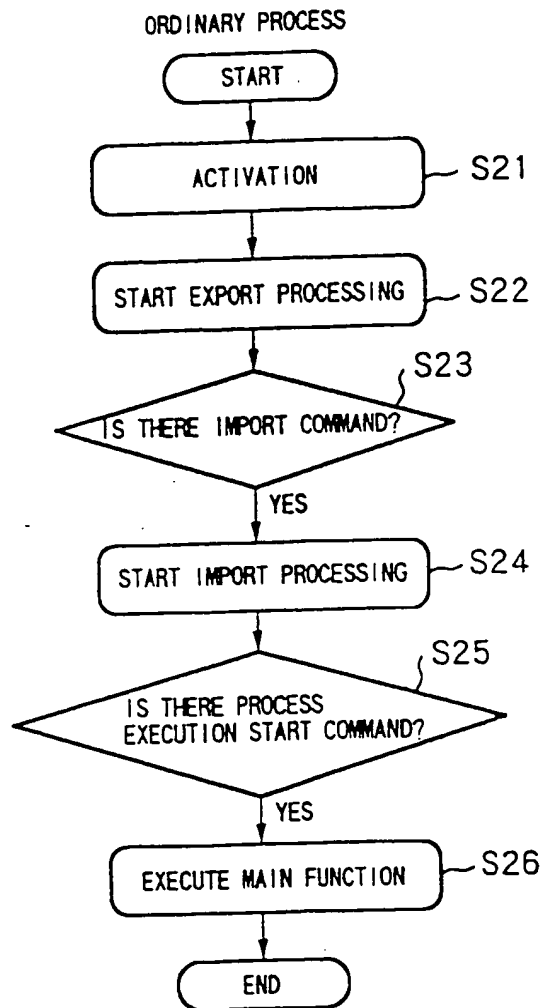 ORDINARY PROCESS
START
ACTIVATION
S21
START EXPORT PROCESSING
S22
S23
IS THERE IMPORT COMMAND?
YES
START IMPORT PROCESSING
S24
S25
IS THERE PROCESS
EXECUTION START COMMAND?
YES
EXECUTE MAIN FUNCTION
S26
END